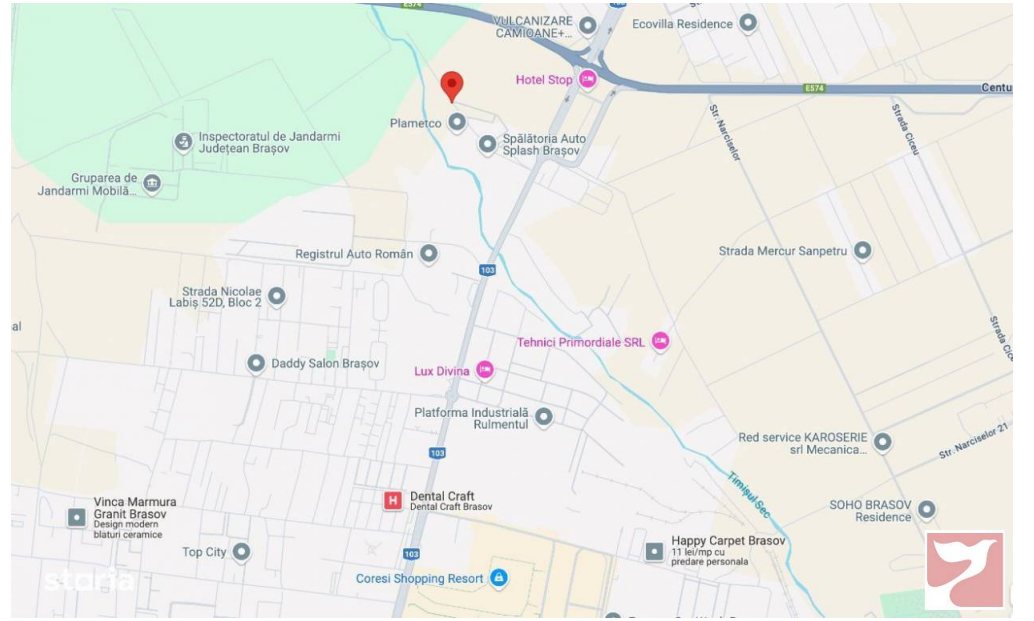 E574
VULCANIZARE
CAMIOANE+...
Ecovilla Residence
Hotel Stop
E574
Centu
Plametco
Spălătoria Auto
Splash Brașov
Str. Narciselor
Strada Ciceu
Inspectoratul de Jandarmi
Județean Brașov
Gruparea de
Jandarmi Mobilă...
Registrul Auto Român
103
Strada Mercur Sanpetru
Strada Nicolae
Labiș 52D, Bloc 2
al
Tehnici Primordiale SRL
Daddy Salon Brașov
Lux Divina
Platforma Industrială
Rulmentul
Red service KAROSERIE
srl Mecanica...
Str. Narciselor 21
103
Timișul Sec
Dental Craft
Dental Craft Brasov
Vinca Marmura
Granit Brasov
Design modern
blaturi ceramice
SOHO BRASOV
Residence
Top City
103
Happy Carpet Brasov
11 lei/mp cu
predare personala
Coresi Shopping Resort
storia